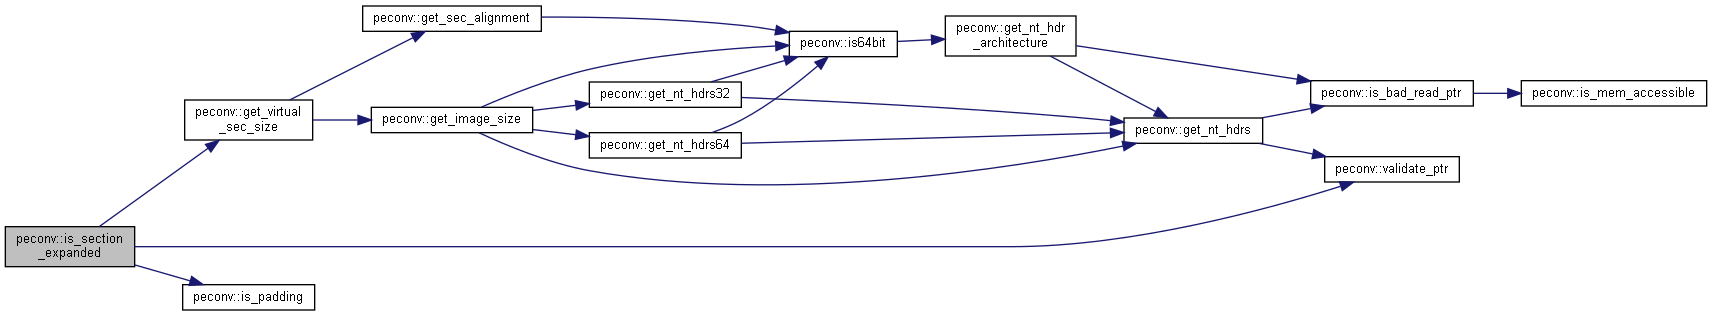 peconv::get_sec_alignment
peconv::get_nt_hdr
_architecture
peconv::is64bit
peconv::get_nt_hdrs32
peconv::is_bad_read_ptr
peconv::is_mem_accessible
peconv::get_virtual
_sec_size
peconv::get_image_size
peconv::get_nt_hdrs
peconv::get_nt_hdrs64
peconv::validate_ptr
peconv::is_section
_expanded
peconv::is_padding